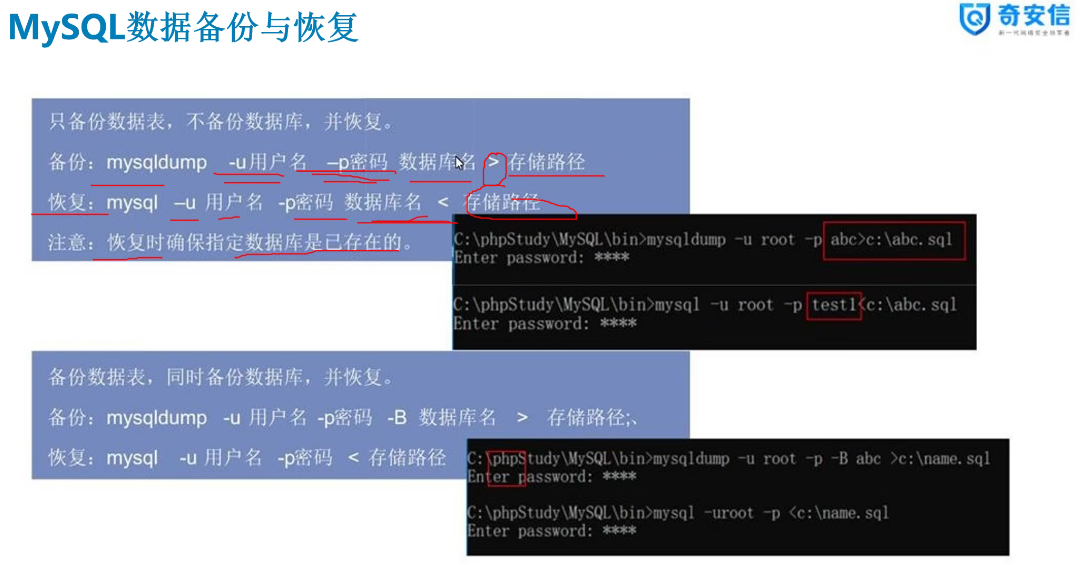 MySQL数据备份与恢复
奇安信
新一代网络安全领军者
只备份数据表，不备份数据库，并恢复。
备份：mysqldump -u用户名 –p密码 数据库名 > 存储路径
恢复：mysql –u 用户名 -p密码 数据库名 < 存储路径
注意：恢复时确保指定数据库是已存在的。
C:\phpStudy\MySQL\bin>mysqldump -u root -p abc>c:\abc.sql
Enter password: ****
C:\phpStudy\MySQL\bin>mysql -u root -p test1<c:\abc.sql
Enter password: ****
备份数据表，同时备份数据库，并恢复。
备份：mysqldump -u 用户名 -p密码 -B 数据库名 > 存储路径;、
恢复：mysql -u 用户名 -p密码 < 存储路径
C:\phpStudy\MySQL\bin>mysqldump -u root -p -B abc >c:\name.sql
Enter password: ****
C:\phpStudy\MySQL\bin>mysql -uroot -p <c:\name.sql
Enter password: ****